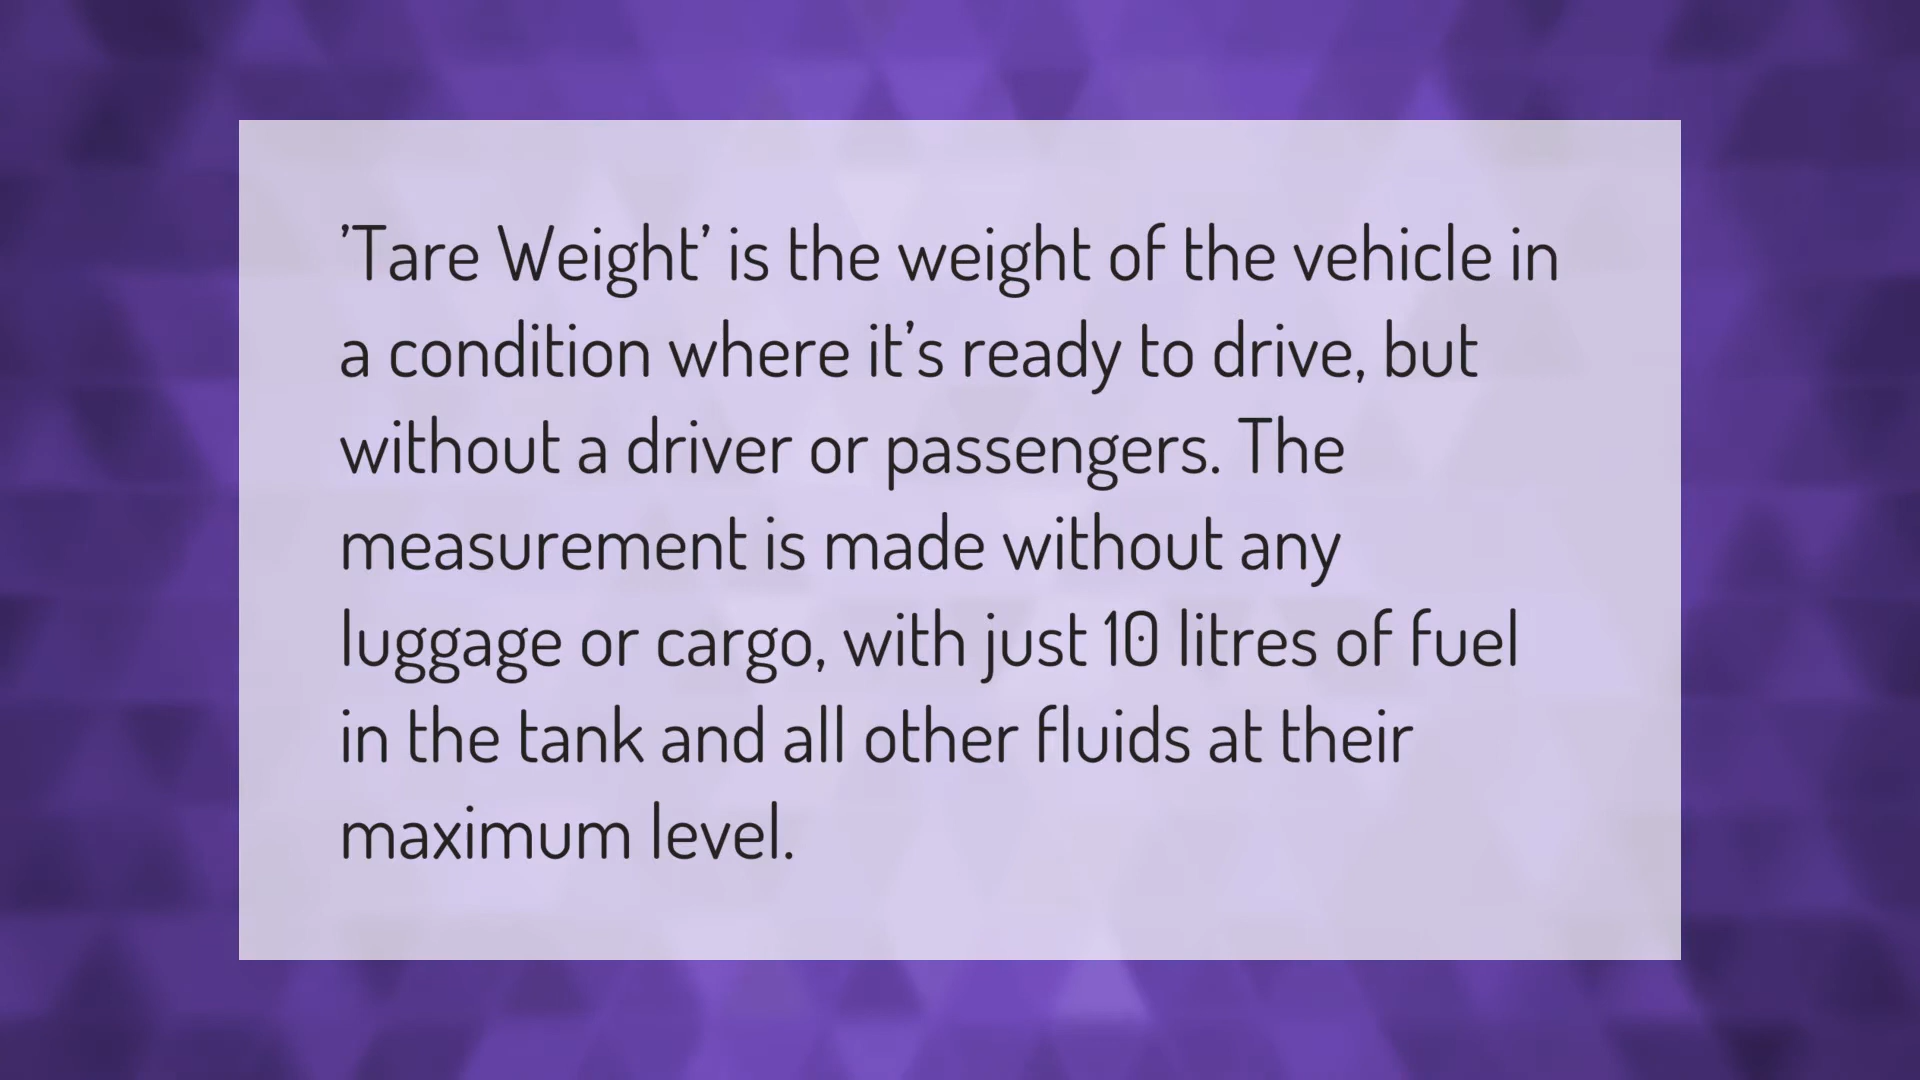 ’Tare Weight’ is the weight of the vehicle in
a condition where it’s ready to drive, but
without a driver or passengers. The
measurement is made without any
luggage or cargo, with just 10 litres of fuel
in the tank and all other fluids at their
maximum level.